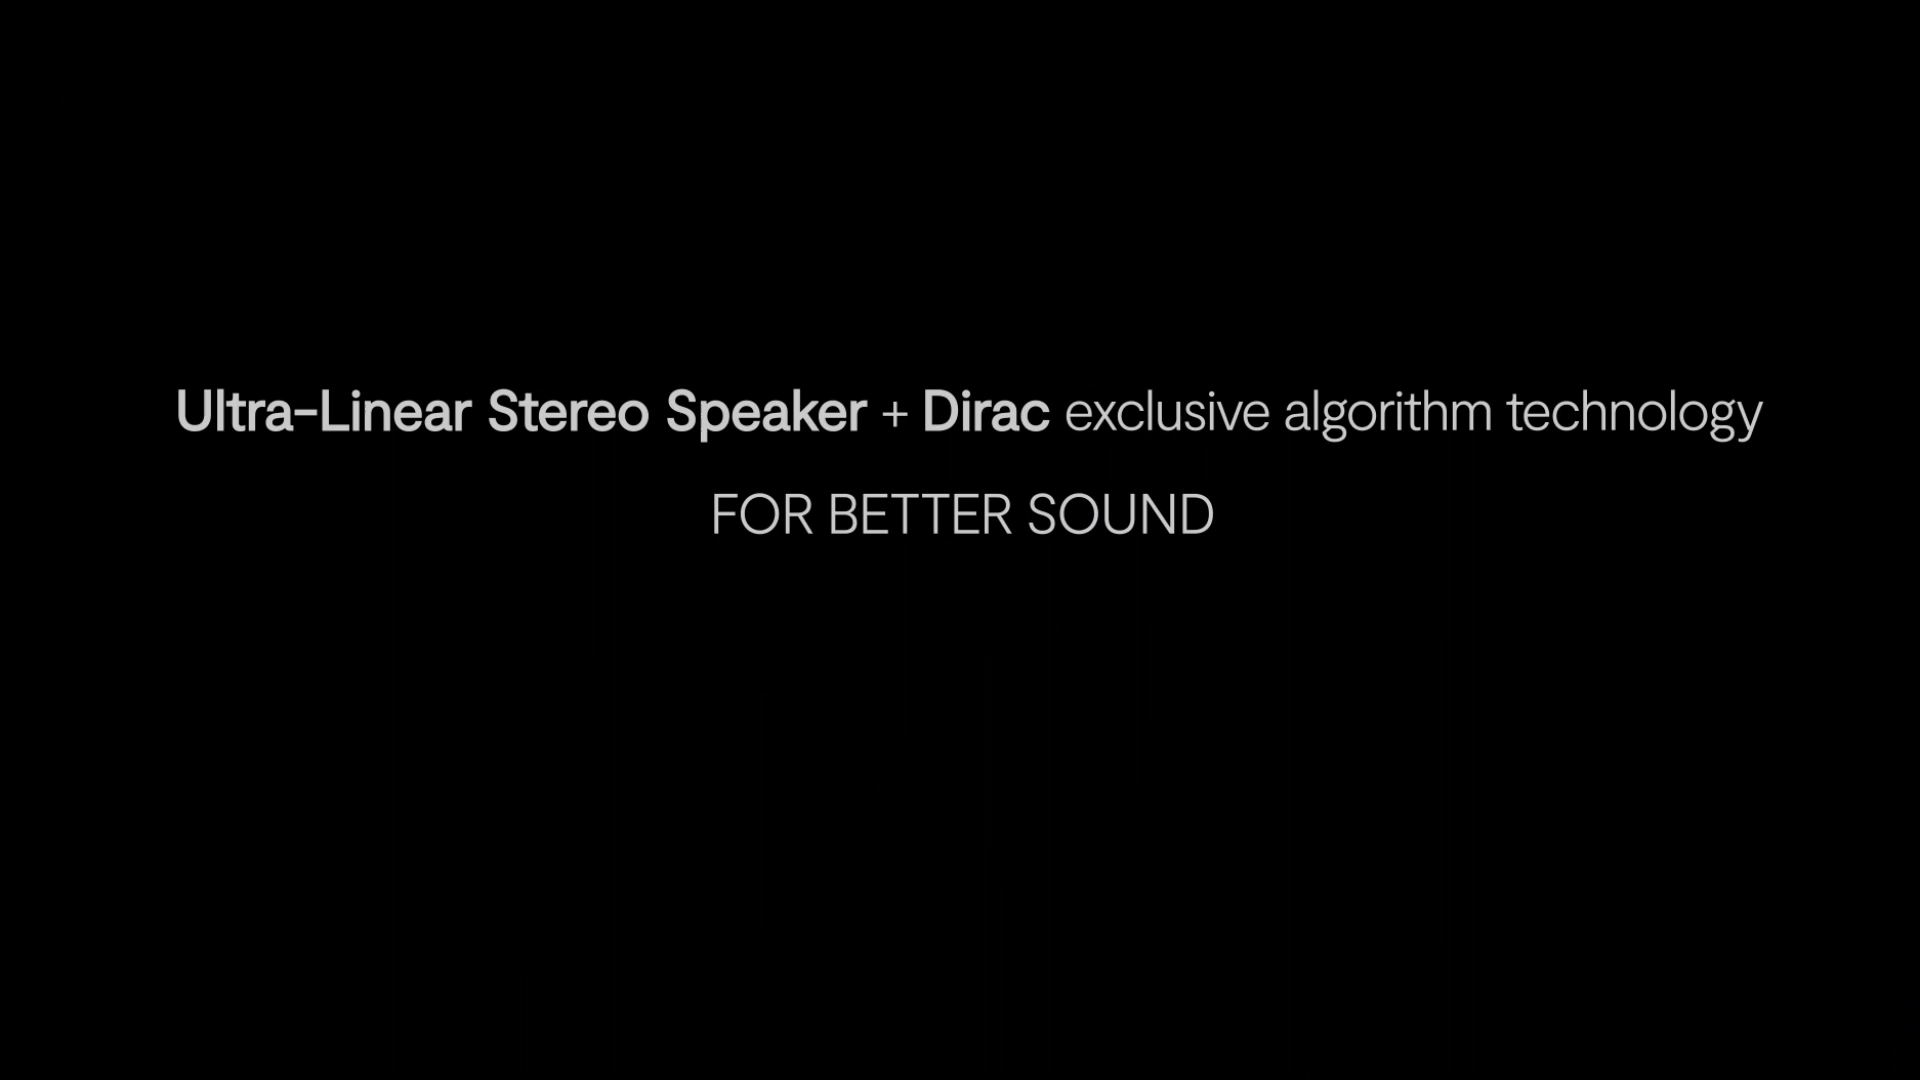 Ultra-Linear Stereo Speaker + Dirac exclusive algorithm technology
FOR BETTER SOUND